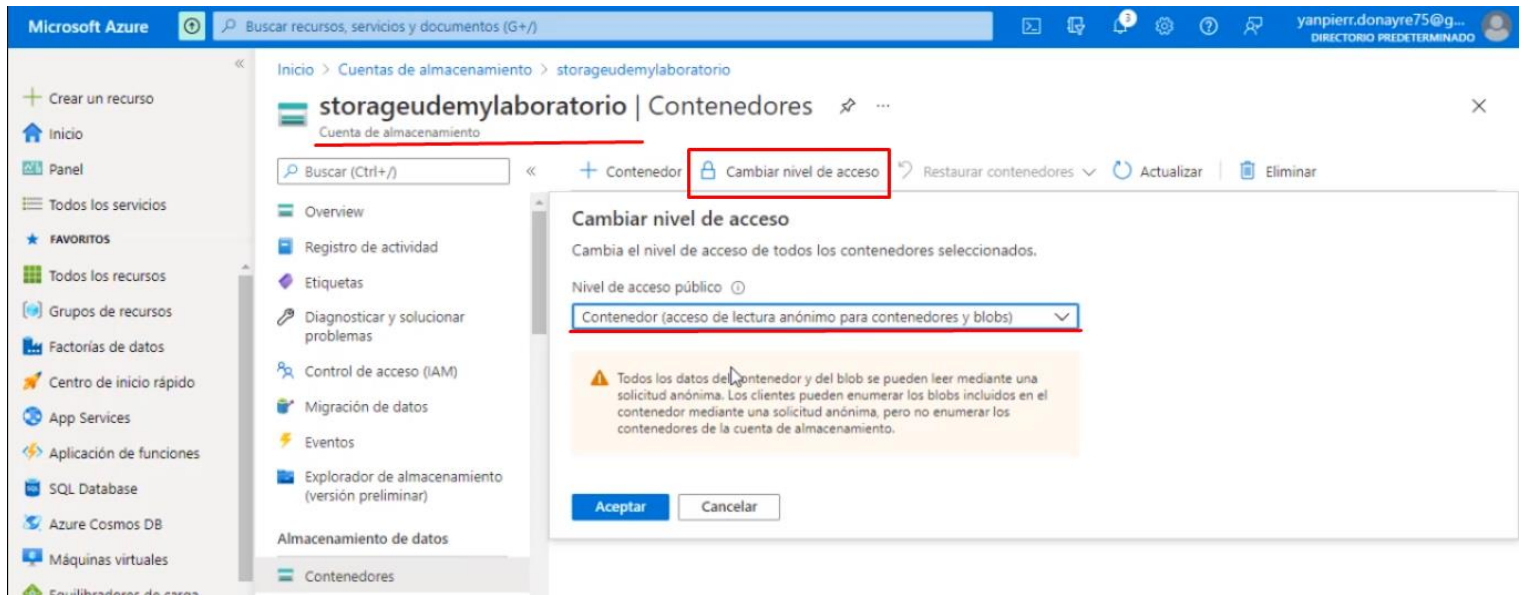 Microsoft Azure
Buscar recursos, servicios y documentos (G+/)
3
yanpierr.donayre75@g...
DIRECTORIO PREDETERMINADO
«
Crear un recurso
Inicio
Panel
Todos los servicios
FAVORITOS
Todos los recursos
Grupos de recursos
Factorías de datos
Centro de inicio rápido
App Services
Aplicación de funciones
SQL Database
Azure Cosmos DB
Máquinas virtuales
Equilibradores de carga
Inicio > Cuentas de almacenamiento > storageudemylaboratorio
storageudemylaboratorio | Contenedores ...
Cuenta de almacenamiento
Buscar (Ctrl+/)
«
Overview
Registro de actividad
Etiquetas
Diagnosticar y solucionar
problemas
Control de acceso (IAM)
Migración de datos
Eventos
Explorador de almacenamiento
(versión preliminar)
Almacenamiento de datos
Contenedores
+ Contenedor Cambiar nivel de acceso Restaurar contenedores Actualizar Eliminar
Cambiar nivel de acceso
Cambia el nivel de acceso de todos los contenedores seleccionados.
Nivel de acceso público
Contenedor (acceso de lectura anónimo para contenedores y blobs)
Todos los datos del contenedor y del blob se pueden leer mediante una
solicitud anónima. Los clientes pueden enumerar los blobs incluidos en el
contenedor mediante una solicitud anónima, pero no enumerar los
contenedores de la cuenta de almacenamiento.
Aceptar Cancelar